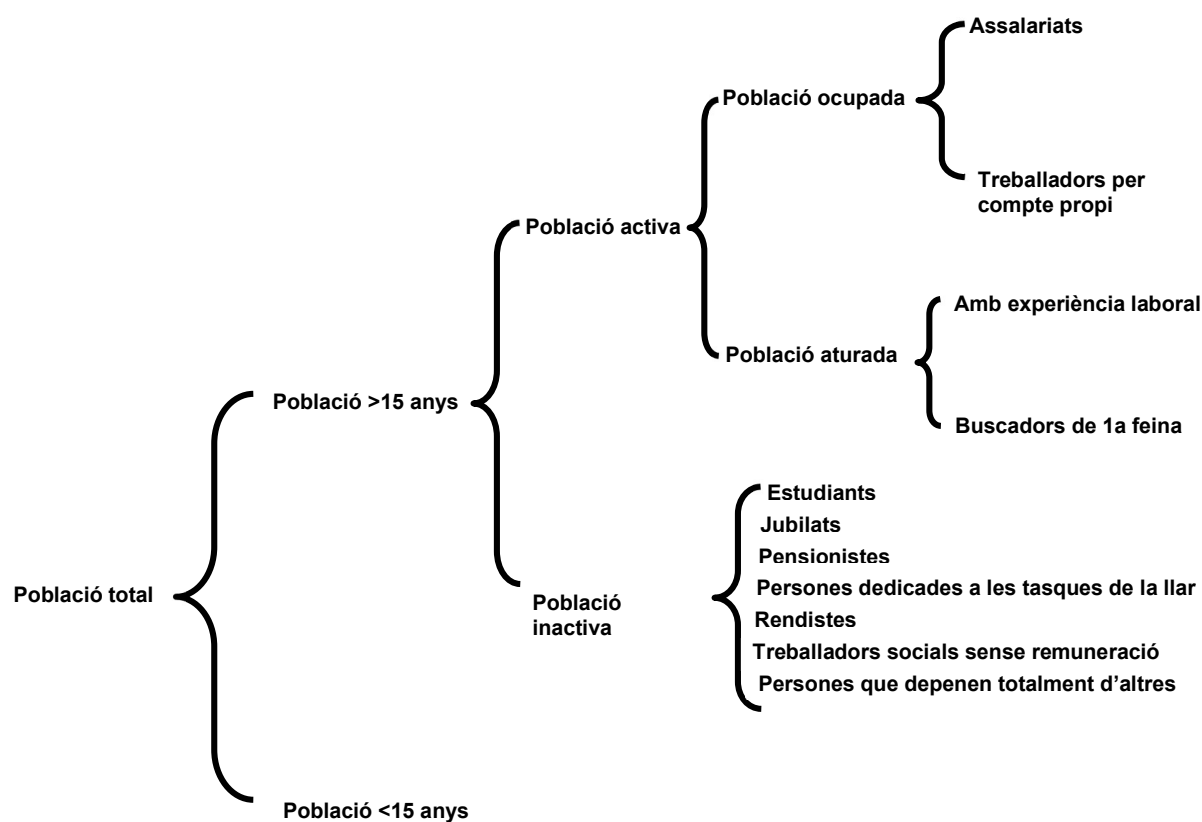 Assalariats
Població ocupada
Treballadors per
compte propi
Població activa
Amb experiència laboral
Població aturada
Població >15 anys
Buscadors de 1a feina
Estudiants
Jubilats
Pensionistes
Població total
Persones dedicades a les tasques de la llar
Població
inactiva
Rendistes
Treballadors socials sense remuneració
Persones que depenen totalment d’altres
Població <15 anys